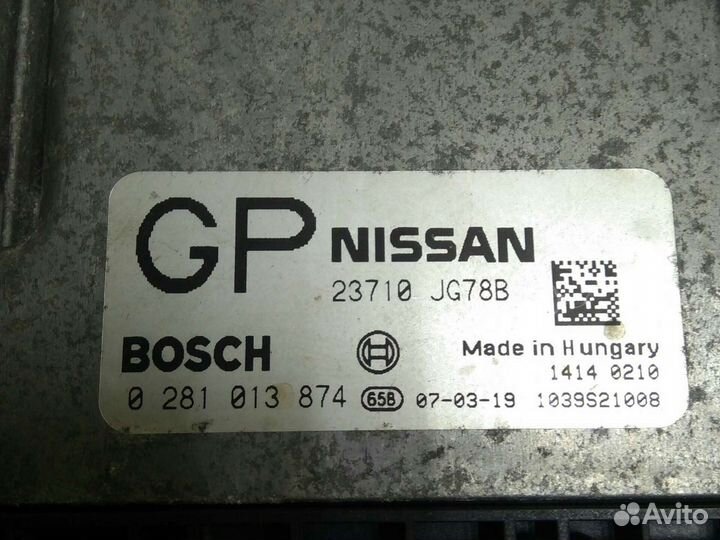 GP NISSAN
23710 JG78B
BOSCH
Made in Hungary
1414 0210
0 281 013 874 65B 07-03-19 1039S21008
Avito